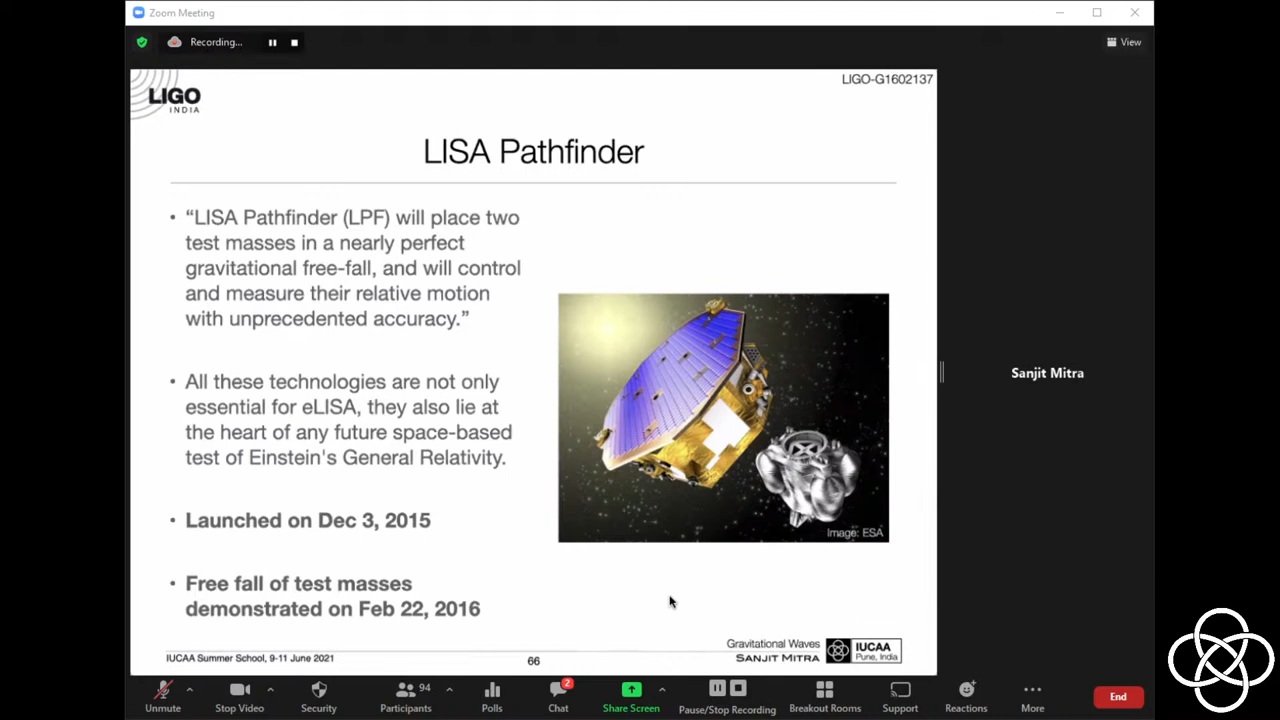 Zoom Meeting
Recording...
View
LIGO-G1602137
LIGO
INDIA
LISA Pathfinder
• “LISA Pathfinder (LPF) will place two
test masses in a nearly perfect
gravitational free-fall, and will control
and measure their relative motion
with unprecedented accuracy.”
• All these technologies are not only
essential for eLISA, they also lie at
the heart of any future space-based
test of Einstein's General Relativity.
• Launched on Dec 3, 2015
• Free fall of test masses
demonstrated on Feb 22, 2016
Image: ESA
Sanjit Mitra
IUCAA Summer School, 9-11 June 2021
66
Gravitational Waves
SANJIT MITRA
IUCAA
Pune, India
Unmute
Stop Video
Security
94
Participants
Polls
2
Chat
Share Screen
Pause/Stop Recording
Breakout Rooms
Support
Reactions
More
End